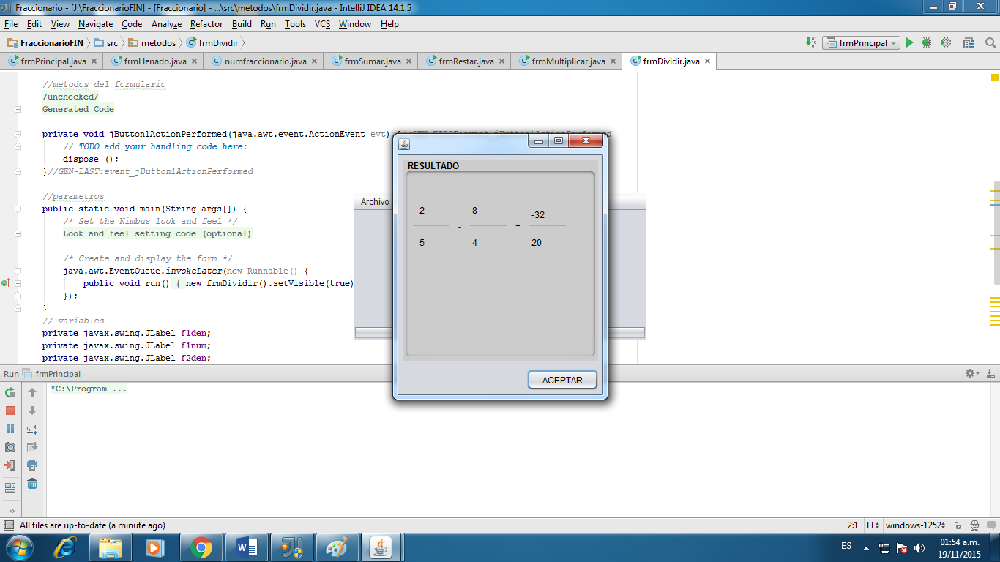 Fraccionario - [J:\FraccionarioFIN] - [Fraccionario] - ...\src\metodos\frmDividir.java - IntelliJ IDEA 14.1.5
File Edit View Navigate Code Analyze Refactor Build Run Tools VCS Window Help
FraccionarioFIN src metodos frmDividir frmPrincipal
frmPrincipal.java frmLlenado.java numfraccionario.java frmSumar.java frmRestar.java frmMultiplicar.java frmDividir.java
//metodos del formulario
/unchecked/
Generated Code
private void jButton1ActionPerformed(java.awt.event.ActionEvent evt)
// TODO add your handling code here:
dispose ();
}//GEN-LAST:event_jButton1ActionPerformed
//parametros
public static void main(String args[]) {
/* Set the Nimbus look and feel */
Look and feel setting code (optional)
/* Create and display the form */
java.awt.EventQueue.invokeLater(new Runnable() {
public void run() { new frmDividir().setVisible(true)
});
}
// variables
private javax.swing.JLabel f1den;
private javax.swing.JLabel f1num;
private javax.swing.JLabel f2den;
Archivo
RESULTADO
2 8 -32
- =
5 4 20
ACEPTAR
Run frmPrincipal
"C:\Program ...
All files are up-to-date (a minute ago)
2:1 LF windows-1252
ES
01:54 a.m.
19/11/2015